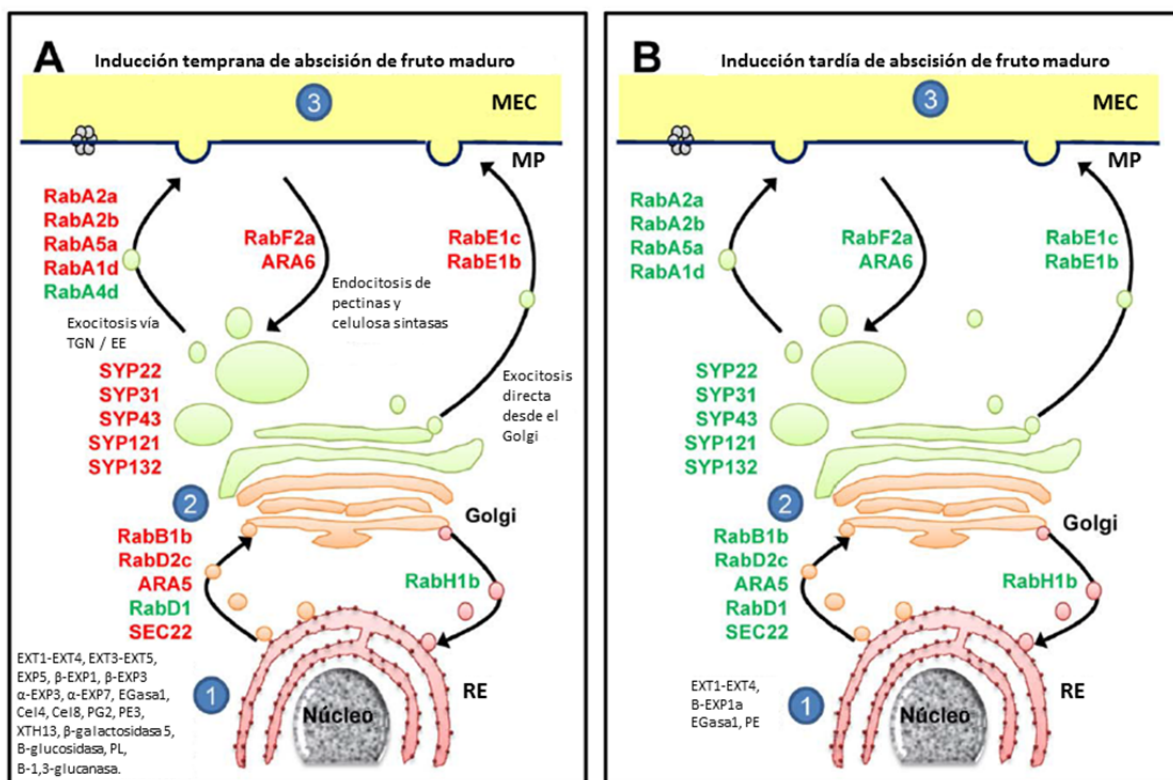 A
Inducción temprana de abscisión de fruto maduro
3
MEC
MP
RabA2a
RabA2b
RabA5a
RabA1d
RabA4d
RabF2a
ARA6
RabE1c
RabE1b
Endocitosis de
pectinas y
celulosa sintasas
Exocitosis vía
TGN / EE
SYP22
SYP31
SYP43
SYP121
SYP132
Exocitosis
directa
desde el
Golgi
2
Golgi
RabB1b
RabD2c
ARA5
RabD1
SEC22
RabH1b
EXT1-EXT4, EXT3-EXT5,
EXP5, β-EXP1, β-EXP3
α-EXP3, α-EXP7, EGasa1,
Cel4, Cel8, PG2, PE3,
XTH13, β-galactosidasa5,
B-glucosidasa, PL,
B-1,3-glucanasa.
1
RE
Núcleo
B
Inducción tardía de abscisión de fruto maduro
3
MEC
MP
RabA2a
RabA2b
RabA5a
RabA1d
RabF2a
ARA6
RabE1c
RabE1b
SYP22
SYP31
SYP43
SYP121
SYP132
2
Golgi
RabB1b
RabD2c
ARA5
RabD1
SEC22
RabH1b
EXT1-EXT4,
B-EXP1a
EGasa1, PE
1
RE
Núcleo